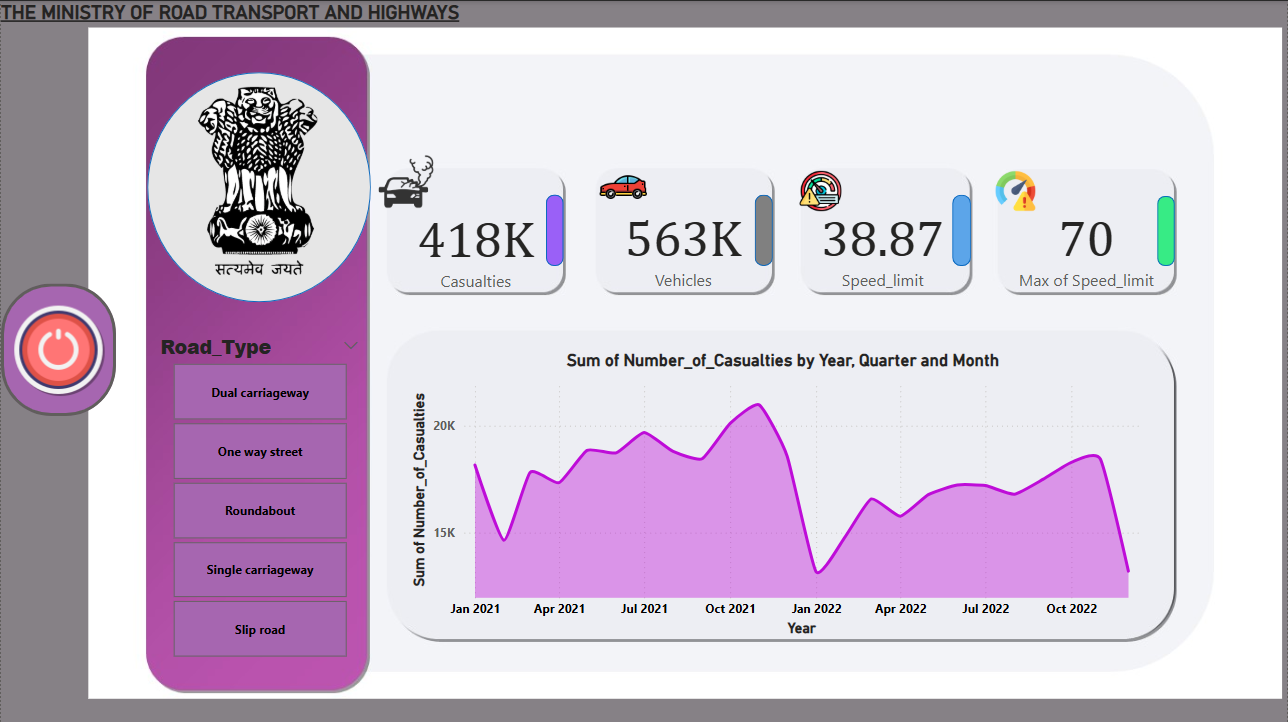 THE MINISTRY OF ROAD TRANSPORT AND HIGHWAYS
सत्यमेव जयते
Road_Type
Dual carriageway
One way street
Roundabout
Single carriageway
Slip road
418K
Casualties
563K
Vehicles
38.87
Speed_limit
70
Max of Speed_limit
Sum of Number_of_Casualties by Year, Quarter and Month
Sum of Number_of_Casualties
20K
15K
Jan 2021 Apr 2021 Jul 2021 Oct 2021 Jan 2022 Apr 2022 Jul 2022 Oct 2022
Year